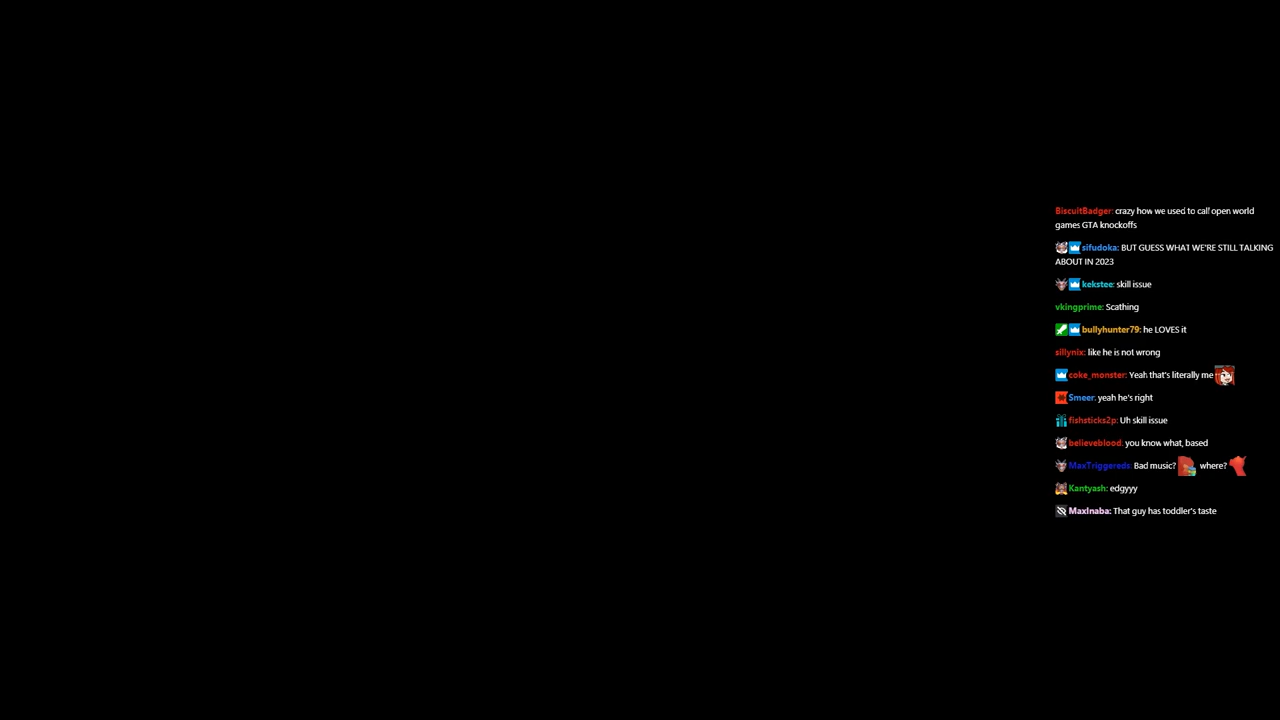 BiscuitBadger: crazy how we used to call open world
games GTA knockoffs
sifudoka: BUT GUESS WHAT WE'RE STILL TALKING
ABOUT IN 2023
kekstee: skill issue
vkingprime: Scathing
bullyhunter79: he LOVES it
sillynix: like he is not wrong
coke_monster: Yeah that's literally me
Smeer: yeah he's right
fishsticks2p: Uh skill issue
believeblood: you know what, based
MaxTriggereds: Bad music? where?
Kantyash: edgyyy
MaxInaba: That guy has toddler's taste